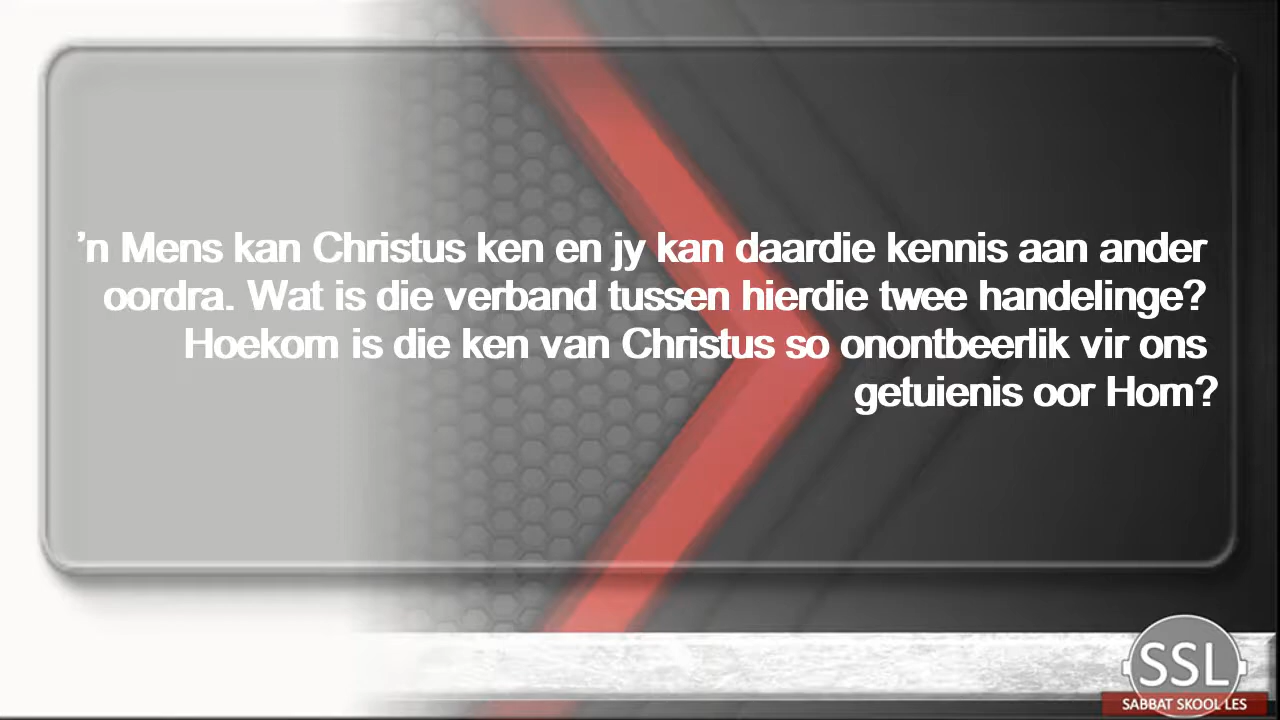 ’n Mens kan Christus ken en jy kan daardie kennis aan ander
oordra. Wat is die verband tussen hierdie twee handelinge?
Hoekom is die ken van Christus so onontbeerlik vir ons
getuienis oor Hom?
SSL
SABBAT SKOOL LES